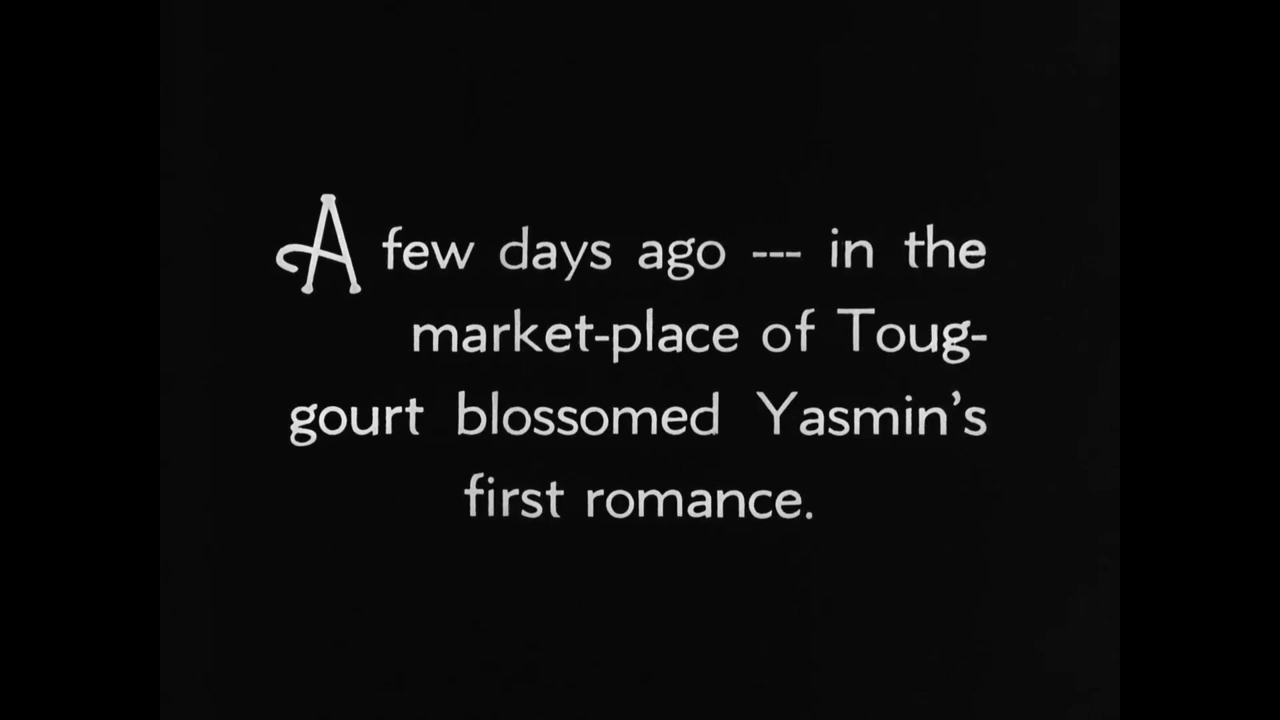 A few days ago --- in the
market-place of Toug-
gourt blossomed Yasmin's
first romance.